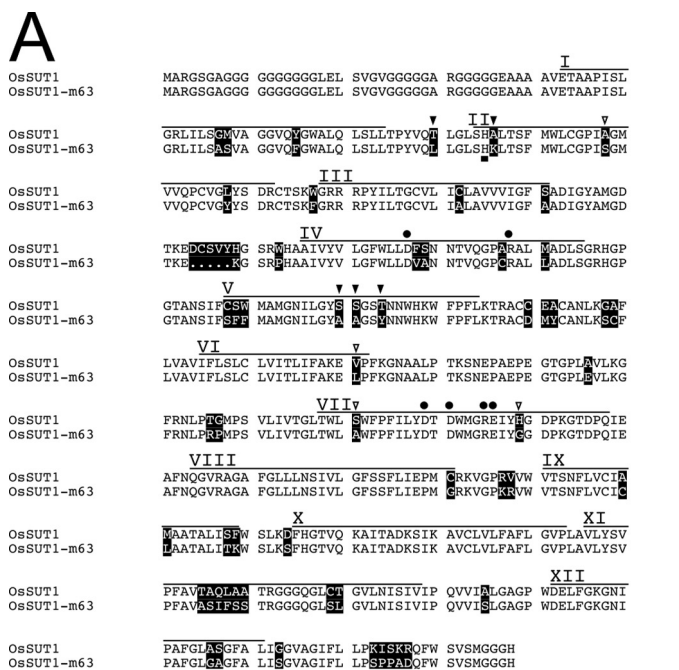 A
I
OsSUT1 MARGSGAGGG GGGGGGGLEL SVGVGGGGGA RGGGGGEAAA AVETAAPISL
OsSUT1-m63 MARGSGAGGG GGGGGGGLEL SVGVGGGGGA RGGGGGEAAA AVETAAPISL
II
OsSUT1 GRLILSGMVA GGVQYGWALQ LSLLTPYVQT LGLSHALTSF MWLCGPIAGM
OsSUT1-m63 GRLILSASVA GGVQFGWALQ LSLLTPYVQL LGLSHKLTSF MWLCGPISGM
III
OsSUT1 VVQPCVGLYS DRCTSKWGRR RPYILTGCVL ICLAVVVIGF SADIGYAMGD
OsSUT1-m63 VVQPCVGYYS DRCTSKFGRR RPYILTGCVL IALAVVVIGF AADIGYAMGD
IV
OsSUT1 TKEDCSVYHG SRWHAAIVYV LGFWLLDFSN NTVQGPARAL MADLSGRHGP
OsSUT1-m63 TKE.....KG SRPHAAIVYV LGFWLLDVAN NTVQGPCRAL LADLSGRHGP
V
OsSUT1 GTANSIFCSW MAMGNILGYS SGSTNNWHKW FPFLKTRACC EACANLKGAF
OsSUT1-m63 GTANSIFSFF MAMGNILGYA AGSYNNWHKW FPFLKTRACD MYCANLKSCF
VI
OsSUT1 LVAVIFLSLC LVITLIFAKE VPFKGNAALP TKSNEPAEPE GTGPLAVLKG
OsSUT1-m63 LVAVIFLSLC LVITLIFAKE LPFKGNAALP TKSNEPAEPE GTGPLEVLKG
VII
OsSUT1 FRNLPTGMPS VLIVTGLTWL SWFPFILYDT DWMGREIYHG DPKGTDPQIE
OsSUT1-m63 FRNLPRPMPS VLIVTGLTWL AWFPFILYDT DWMGREIYGG DPKGTDPQIE
VIII IX
OsSUT1 AFNQGVRAGA FGLLLNSIVL GFSSFLIEPM CRKVGPRVVW VTSNFLVCIA
OsSUT1-m63 AFNQGVRAGA FGLLLNSIVL GFSSFLIEPM GRKVGPKRVW VTSNFLVCIC
X XI
OsSUT1 MAATALISFW SLKDFHGTVQ KAITADKSIK AVCLVLFAFL GVPLAVLYSV
OsSUT1-m63 LAATALITKW SLKSFHGTVQ KAITADKSIK AVCLVLFAFL GVPLAVLYSV
XII
OsSUT1 PFAVTAQLAA TRGGGQGLCT GVLNISIVIP QVVIALGAGP WDELFGKGNI
OsSUT1-m63 PFAVASIFSS TRGGGQGLSL GVLNISIVIP QVVISLGAGP WDELFGKGNI
OsSUT1 PAFGLASGFA LIGGVAGIFL LPKISKRQFW SVSMGGGH
OsSUT1-m63 PAFGLGAGFA LISGVAGIFL LPSPPADQFW SVSMGGGH